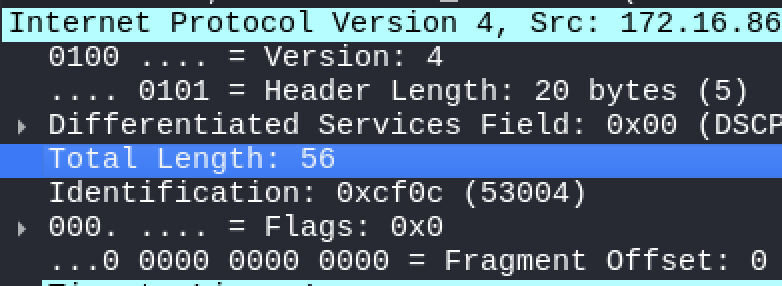 Internet Protocol Version 4, Src: 172.16.86
0100 .... = Version: 4
.... 0101 = Header Length: 20 bytes (5)
Differentiated Services Field: 0x00 (DSCP
Total Length: 56
Identification: 0xcf0c (53004)
000. .... = Flags: 0x0
...0 0000 0000 0000 = Fragment Offset: 0